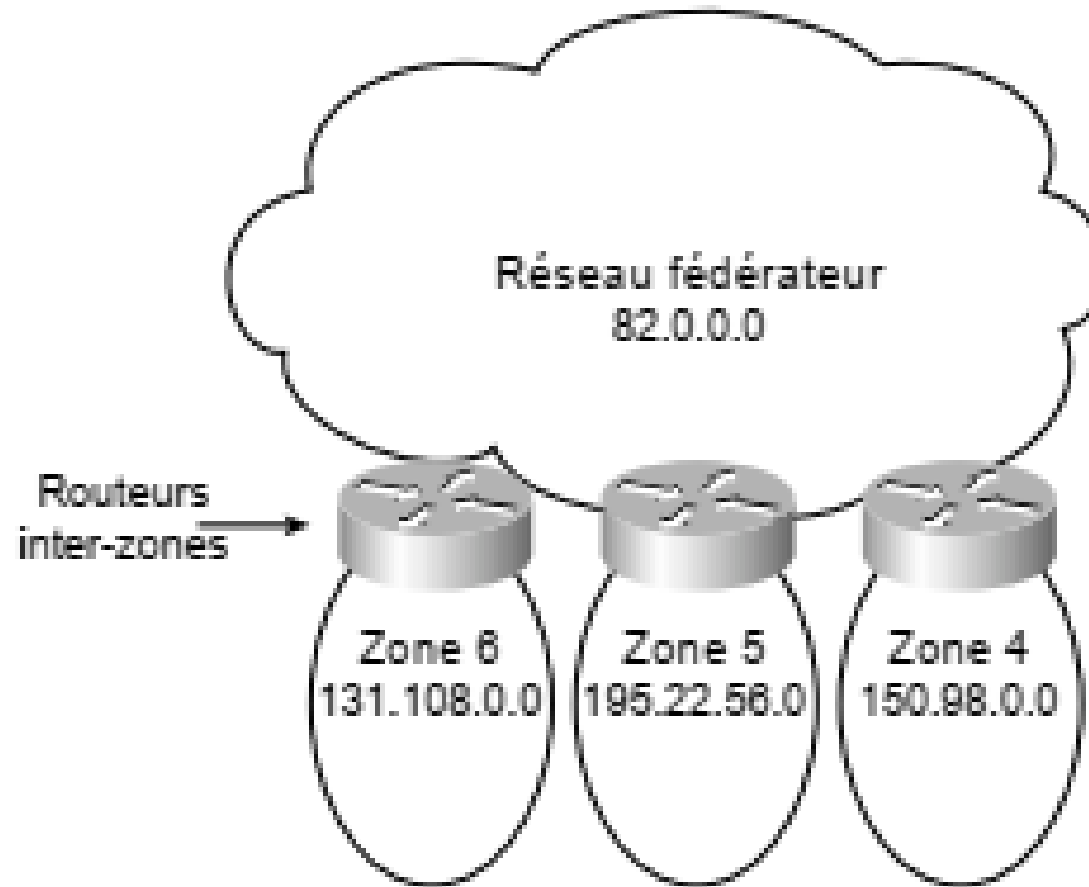 Réseau fédérateur
82.0.0.0
Routeurs
inter-zones
Zone 6
131.108.0.0
Zone 5
195.22.56.0
Zone 4
150.98.0.0